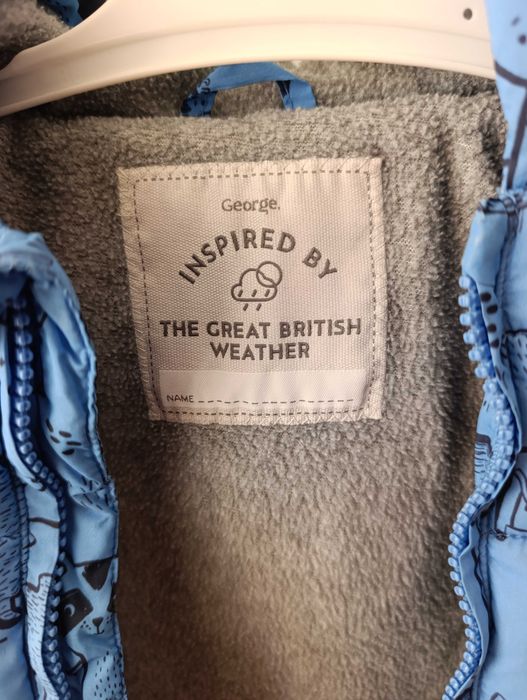 George.
INSPIRED BY
THE GREAT BRITISH
WEATHER
NAME